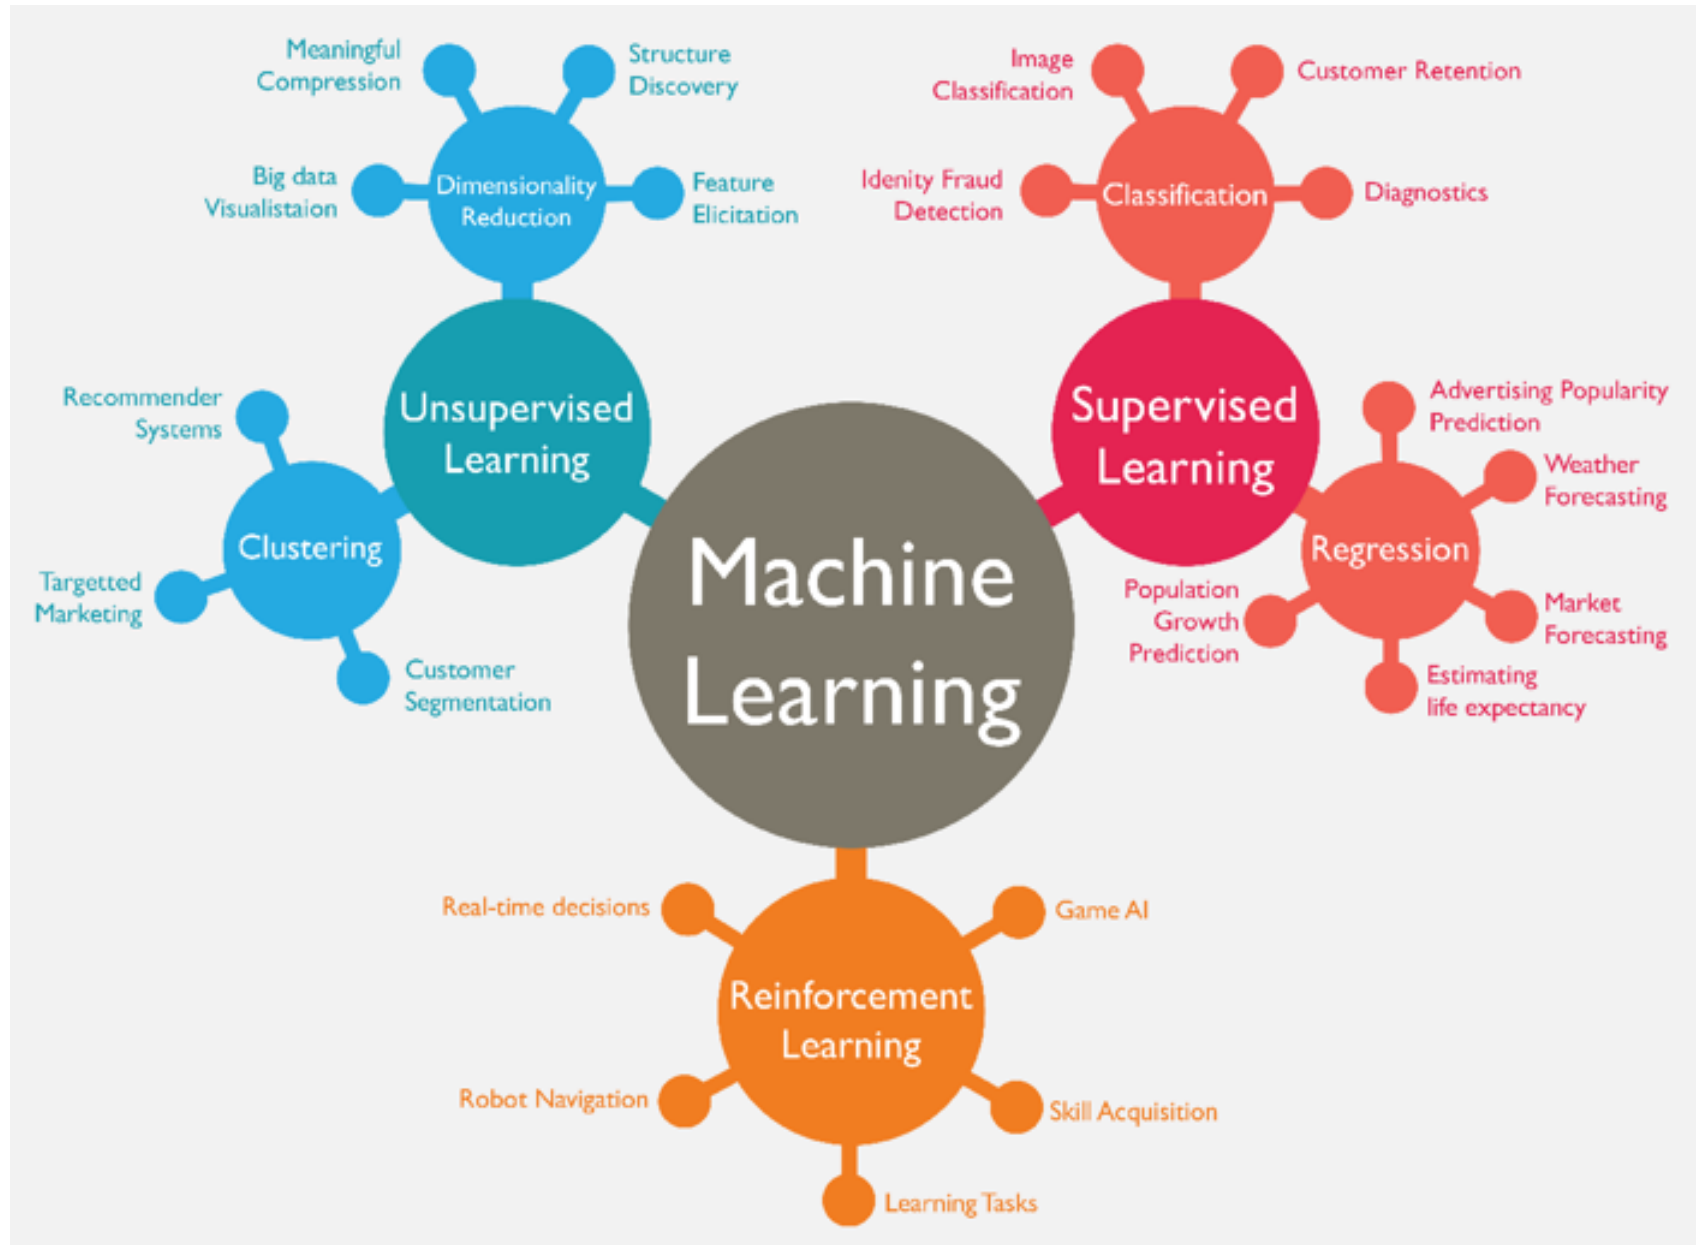 Meaningful
Compression
Structure
Discovery
Big data
Visualistaion
Dimensionality
Reduction
Feature
Elicitation
Image
Classification
Customer Retention
Idenity Fraud
Detection
Classification
Diagnostics
Unsupervised
Learning
Supervised
Learning
Recommender
Systems
Clustering
Targetted
Marketing
Customer
Segmentation
Machine
Learning
Advertising Popularity
Prediction
Weather
Forecasting
Regression
Population
Growth
Prediction
Market
Forecasting
Estimating
life expectancy
Real-time decisions
Game AI
Reinforcement
Learning
Robot Navigation
Skill Acquisition
Learning Tasks